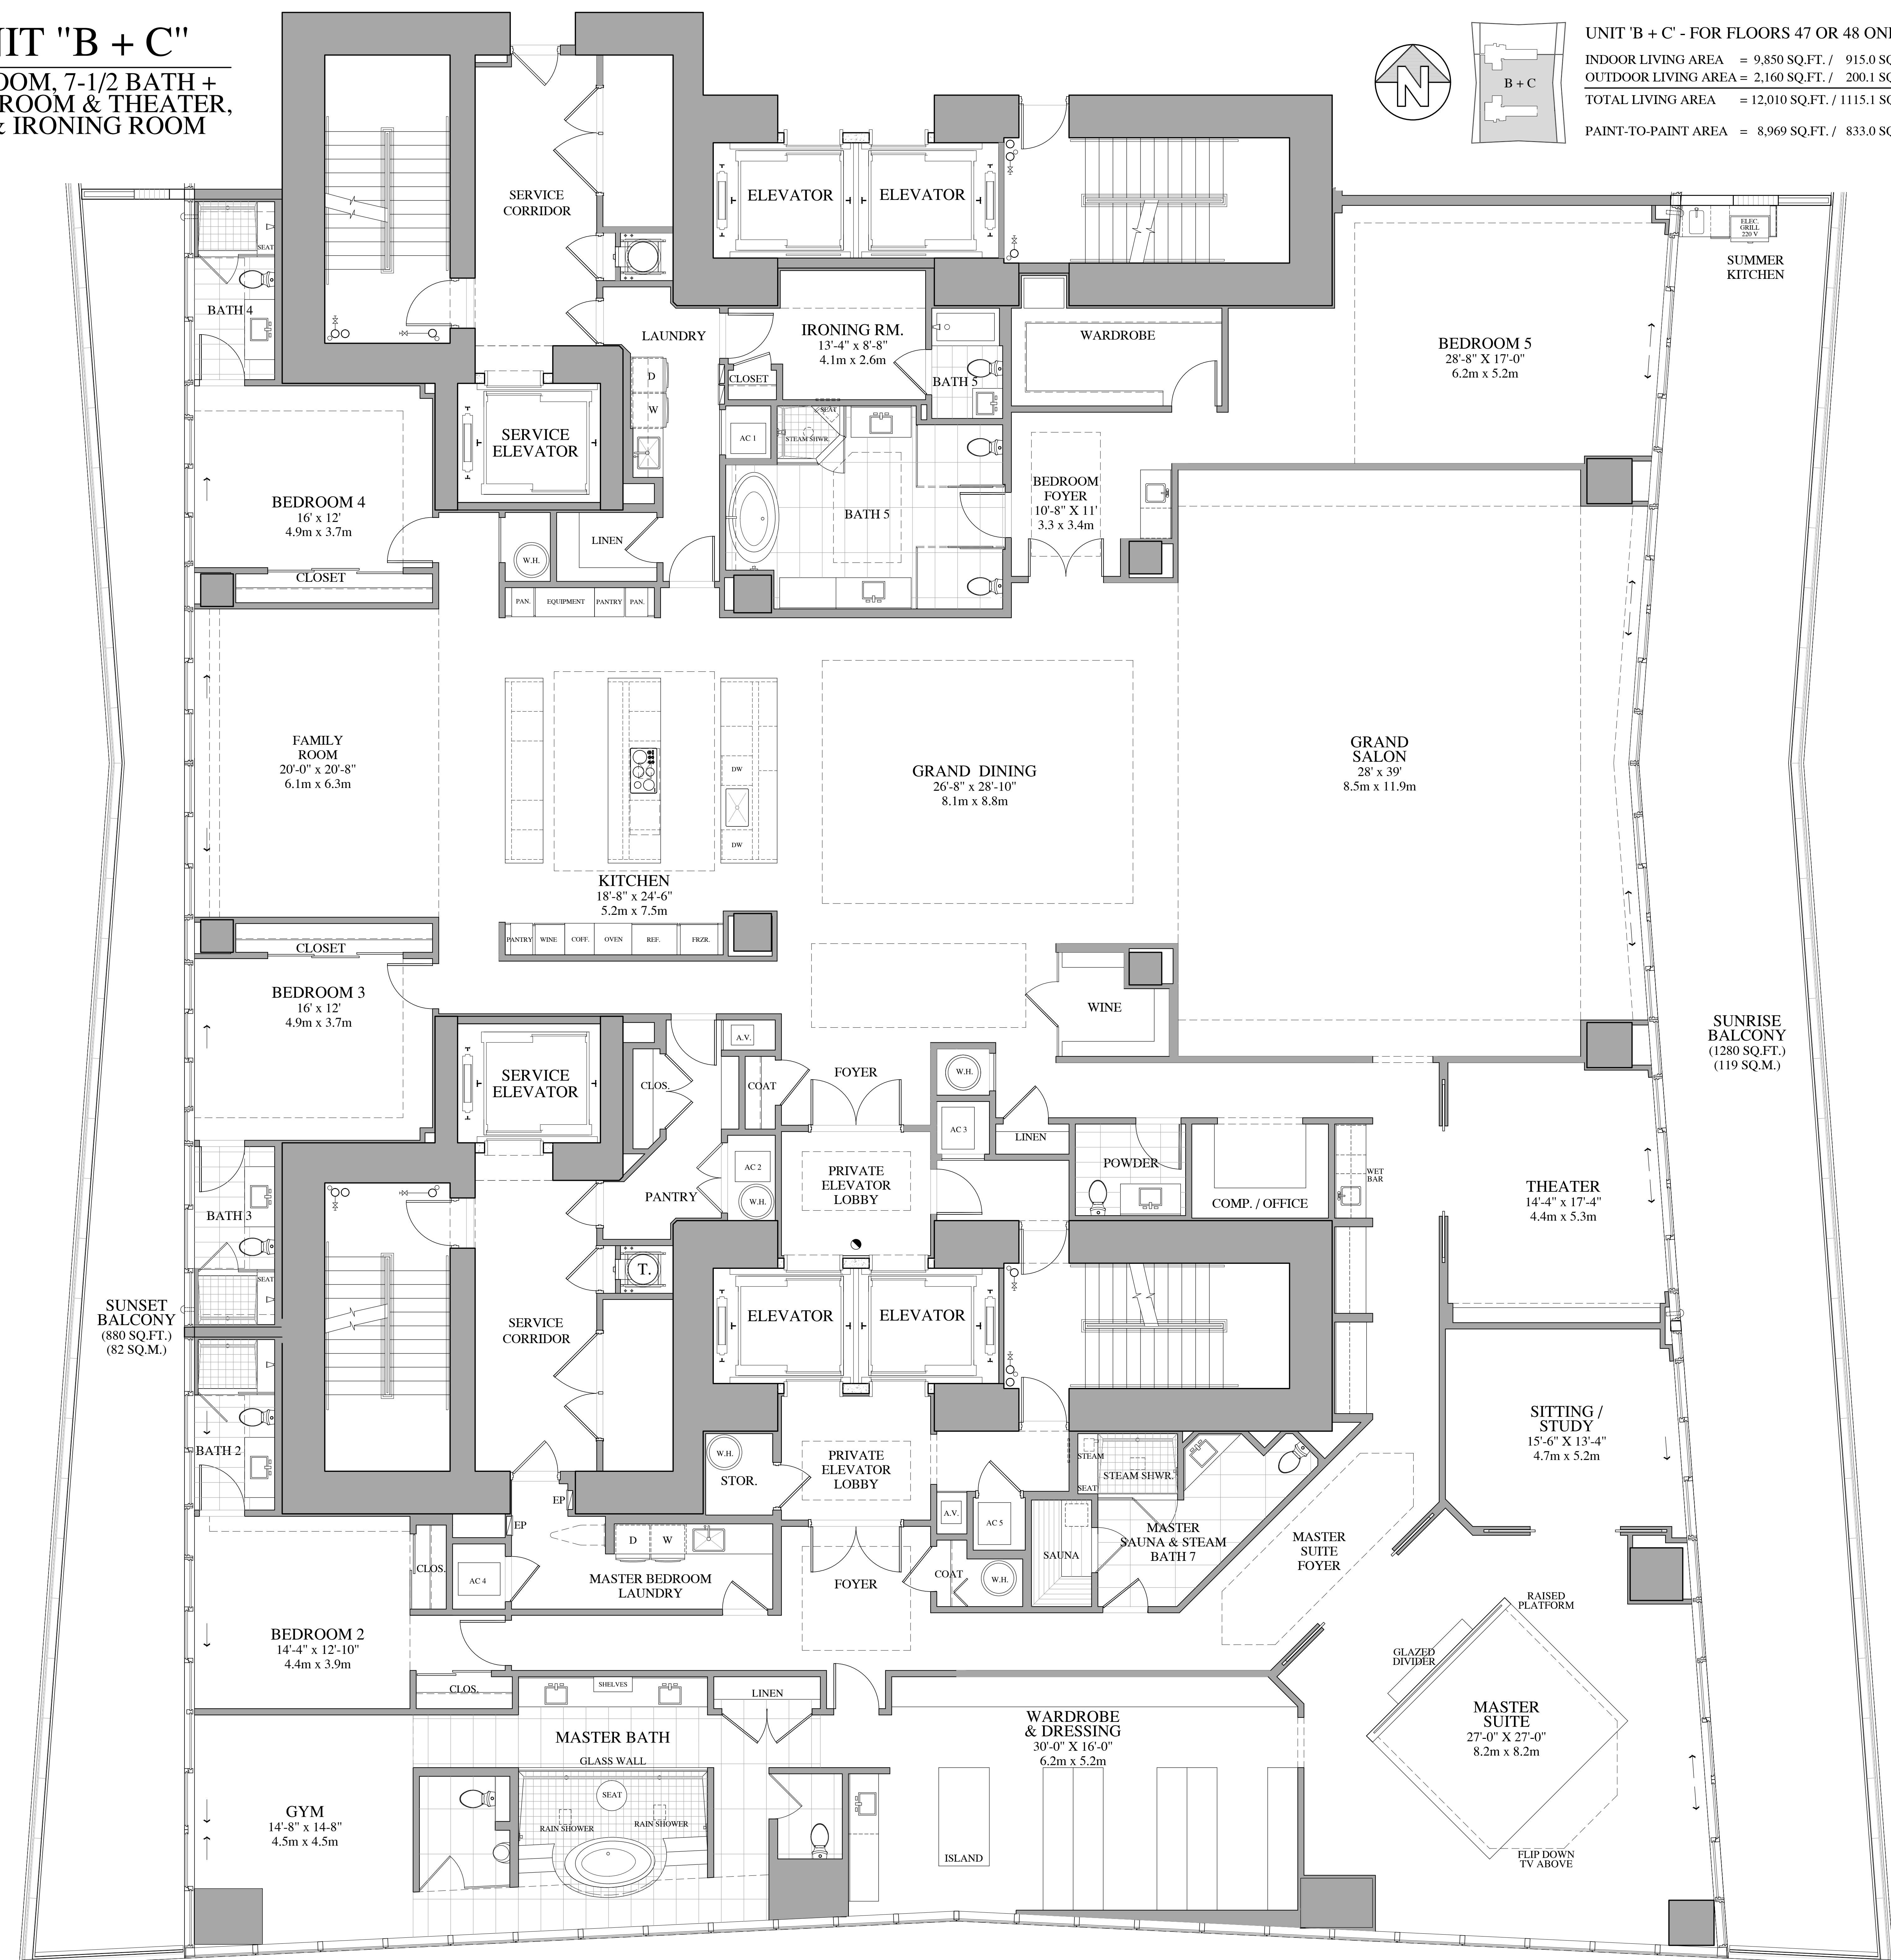 NIT "B + C"
OOM, 7-1/2 BATH +
ROOM & THEATER,
& IRONING ROOM
N
B + C
UNIT 'B + C' - FOR FLOORS 47 OR 48 ONL
INDOOR LIVING AREA = 9,850 SQ.FT. / 915.0 SQ
OUTDOOR LIVING AREA = 2,160 SQ.FT. / 200.1 SQ
TOTAL LIVING AREA = 12,010 SQ.FT. / 1115.1 SQ
PAINT-TO-PAINT AREA = 8,969 SQ.FT. / 833.0 SQ
SERVICE
CORRIDOR
ELEVATOR
ELEVATOR
SEAT
BATH 4
ELEC.
GRILL
220 V
SUMMER
KITCHEN
LAUNDRY
IRONING RM.
13'-4" x 8'-8"
4.1m x 2.6m
WARDROBE
BEDROOM 5
28'-8" X 17'-0"
6.2m x 5.2m
D
W
CLOSET
BATH 5
SEAT
STEAM SHWR.
AC 1
SERVICE
ELEVATOR
BEDROOM 4
16' x 12'
4.9m x 3.7m
BEDROOM
FOYER
10'-8" X 11'
3.3 x 3.4m
BATH 5
LINEN
W.H.
CLOSET
PAN.
EQUIPMENT
PANTRY
PAN.
FAMILY
ROOM
20'-0" x 20'-8"
6.1m x 6.3m
DW
DW
GRAND DINING
26'-8" x 28'-10"
8.1m x 8.8m
GRAND
SALON
28' x 39'
8.5m x 11.9m
KITCHEN
18'-8" x 24'-6"
5.2m x 7.5m
PANTRY
WINE
COFF.
OVEN
REF.
FRZR.
CLOSET
BEDROOM 3
16' x 12'
4.9m x 3.7m
WINE
SUNRISE
BALCONY
(1280 SQ.FT.)
(119 SQ.M.)
A.V.
SERVICE
ELEVATOR
CLOS.
COAT
FOYER
W.H.
AC 3
LINEN
POWDER
COMP. / OFFICE
WET
BAR
THEATER
14'-4" x 17'-4"
4.4m x 5.3m
AC 2
W.H.
PANTRY
PRIVATE
ELEVATOR
LOBBY
BATH 3
SEAT
T.
SUNSET
BALCONY
(880 SQ.FT.)
(82 SQ.M.)
SERVICE
CORRIDOR
ELEVATOR
ELEVATOR
BATH 2
W.H.
STOR.
PRIVATE
ELEVATOR
LOBBY
STEAM
SEAT
STEAM SHWR.
SITTING /
STUDY
15'-6" X 13'-4"
4.7m x 5.2m
EP
EP
A.V.
AC 5
D
W
SAUNA
MASTER
SAUNA & STEAM
BATH 7
MASTER
SUITE
FOYER
CLOS.
AC 4
MASTER BEDROOM
LAUNDRY
FOYER
COAT
W.H.
RAISED
PLATFORM
GLAZED
DIVIDER
BEDROOM 2
14'-4" x 12'-10"
4.4m x 3.9m
CLOS.
SHELVES
LINEN
MASTER BATH
GLASS WALL
WARDROBE
& DRESSING
30'-0" X 16'-0"
6.2m x 5.2m
MASTER
SUITE
27'-0" X 27'-0"
8.2m x 8.2m
SEAT
RAIN SHOWER
RAIN SHOWER
GYM
14'-8" x 14'-8"
4.5m x 4.5m
ISLAND
FLIP DOWN
TV ABOVE